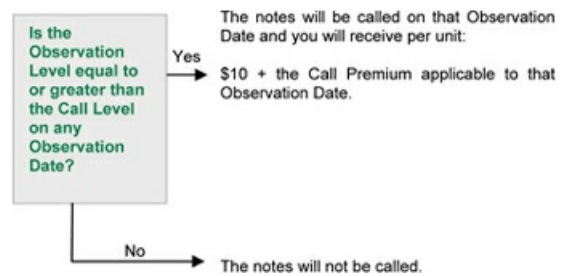 Is the
Observation
Level equal to
or greater than
the Call Level
on any
Observation
Date?
Yes
The notes will be called on that Observation
Date and you will receive per unit:
$10 + the Call Premium applicable to that
Observation Date.
No
The notes will not be called.